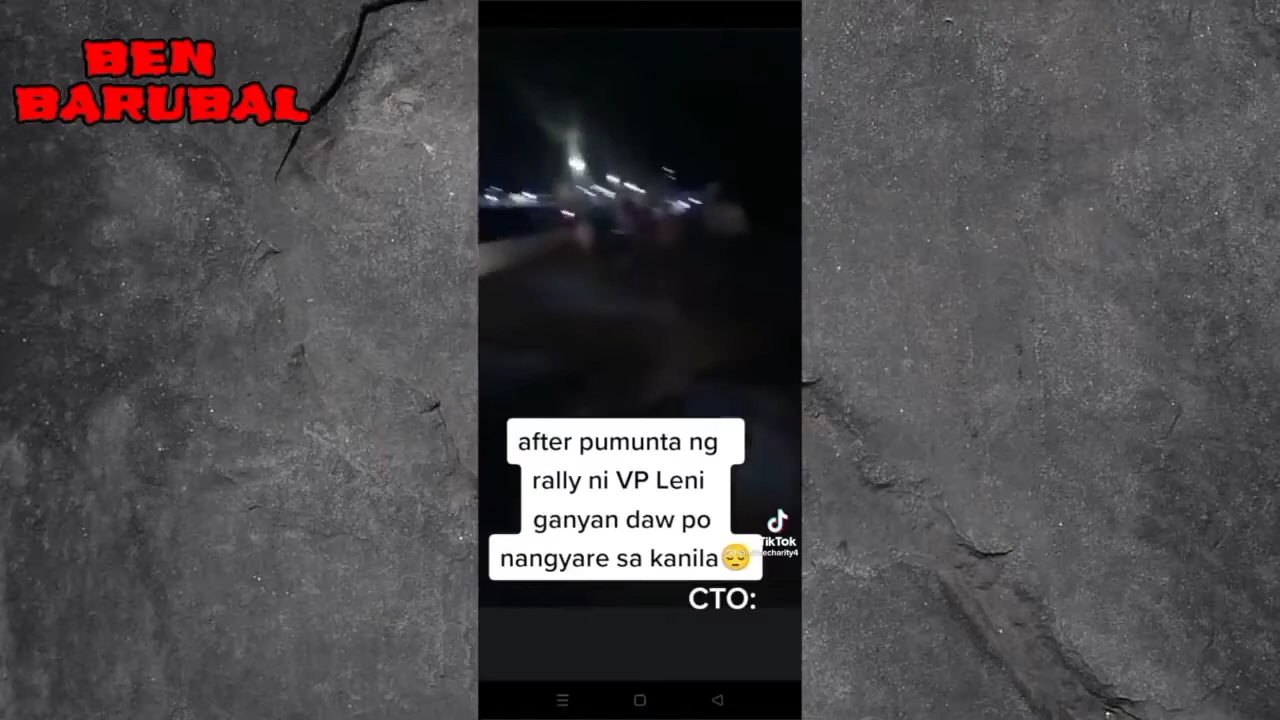 BEN
BARUBAL
after pumunta ng
rally ni VP Leni
ganyan daw po
nangyare sa kanila😔
TikTok
CTO: